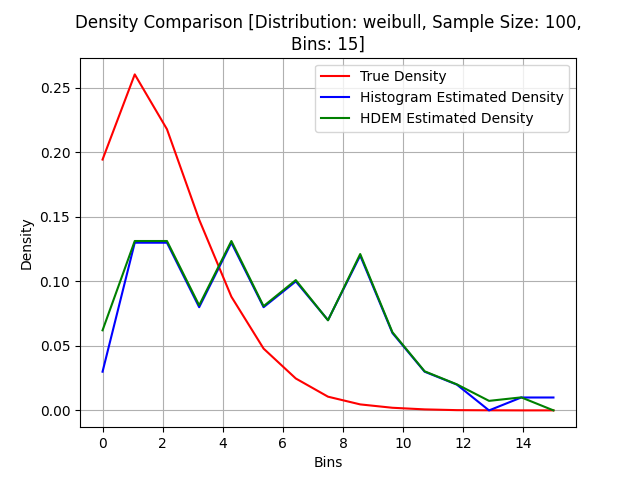 Density Comparison [Distribution: weibull, Sample Size: 100,
Bins: 15]
True Density
Histogram Estimated Density
HDEM Estimated Density
Density
0.25
0.20
0.15
0.10
0.05
0.00
0 2 4 6 8 10 12 14
Bins